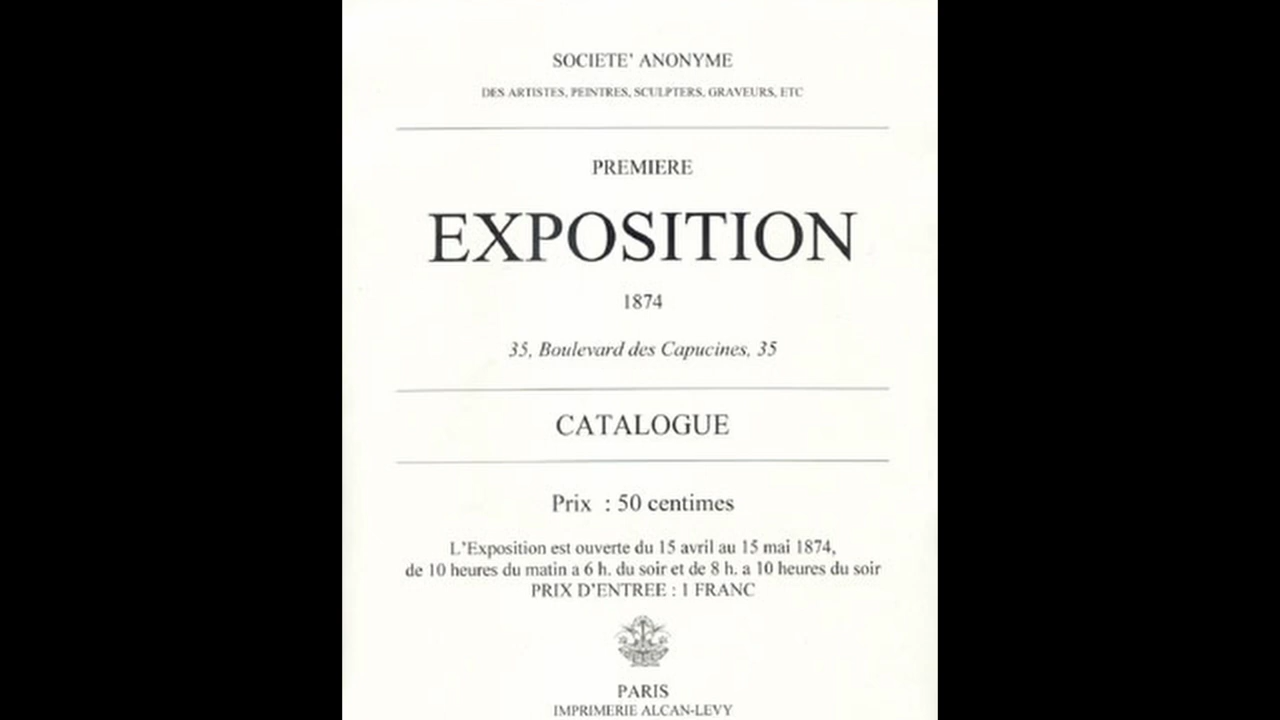 SOCIETE' ANONYME
DES ARTISTES, PEINTRES, SCULPTERS, GRAVEURS, ETC
PREMIERE
EXPOSITION
1874
35, Boulevard des Capucines, 35
CATALOGUE
Prix : 50 centimes
L'Exposition est ouverte du 15 avril au 15 mai 1874,
de 10 heures du matin a 6 h. du soir et de 8 h. a 10 heures du soir
PRIX D'ENTREE : 1 FRANC
PARIS
IMPRIMERIE ALCAN-LEVY